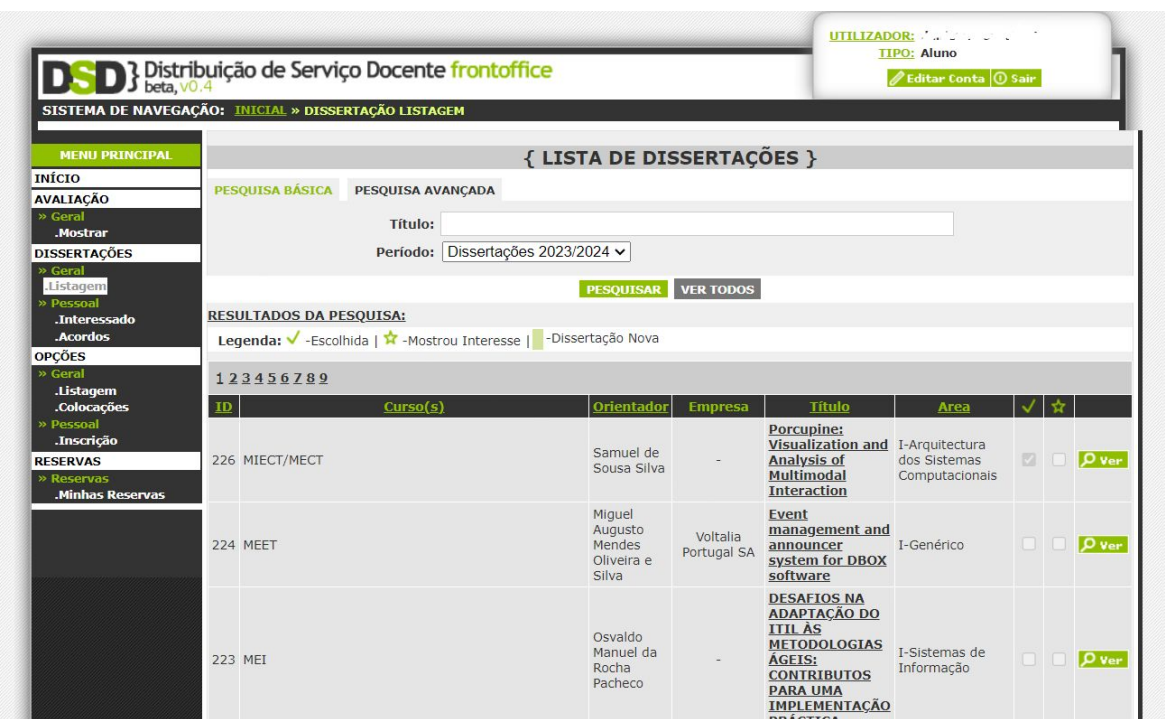 UTILIZADOR:
TIPO: Aluno
Editar Conta Sair
DSD} Distribuição de Serviço Docente frontoffice
beta, v0.4
SISTEMA DE NAVEGAÇÃO: INICIAL » DISSERTAÇÃO LISTAGEM
MENU PRINCIPAL
INÍCIO
AVALIAÇÃO
» Geral
.Mostrar
DISSERTAÇÕES
» Geral
.Listagem
» Pessoal
.Interessado
.Acordos
OPÇÕES
» Geral
.Listagem
.Colocações
» Pessoal
.Inscrição
RESERVAS
» Reservas
.Minhas Reservas
{ LISTA DE DISSERTAÇÕES }
PESQUISA BÁSICA PESQUISA AVANÇADA
Título:
Período: Dissertações 2023/2024
PESQUISAR VER TODOS
RESULTADOS DA PESQUISA:
Legenda: ✓ -Escolhida | ☆ -Mostrou Interesse | -Dissertação Nova
1 2 3 4 5 6 7 8 9
ID Curso(s) Orientador Empresa Título Area ✓ ☆
226 MIECT/MECT
Samuel de
Sousa Silva
-
Porcupine:
Visualization and
Analysis of
Multimodal
Interaction
I-Arquitectura
dos Sistemas
Computacionais
Ver
224 MEET
Miguel
Augusto
Mendes
Oliveira e
Silva
Voltalia
Portugal SA
Event
management and
announcer
system for DBOX
software
I-Genérico
Ver
223 MEI
Osvaldo
Manuel da
Rocha
Pacheco
-
DESAFIOS NA
ADAPTAÇÃO DO
ITIL ÀS
METODOLOGIAS
ÁGEIS:
CONTRIBUTOS
PARA UMA
IMPLEMENTAÇÃO
PRÁCTICA
I-Sistemas de
Informação
Ver